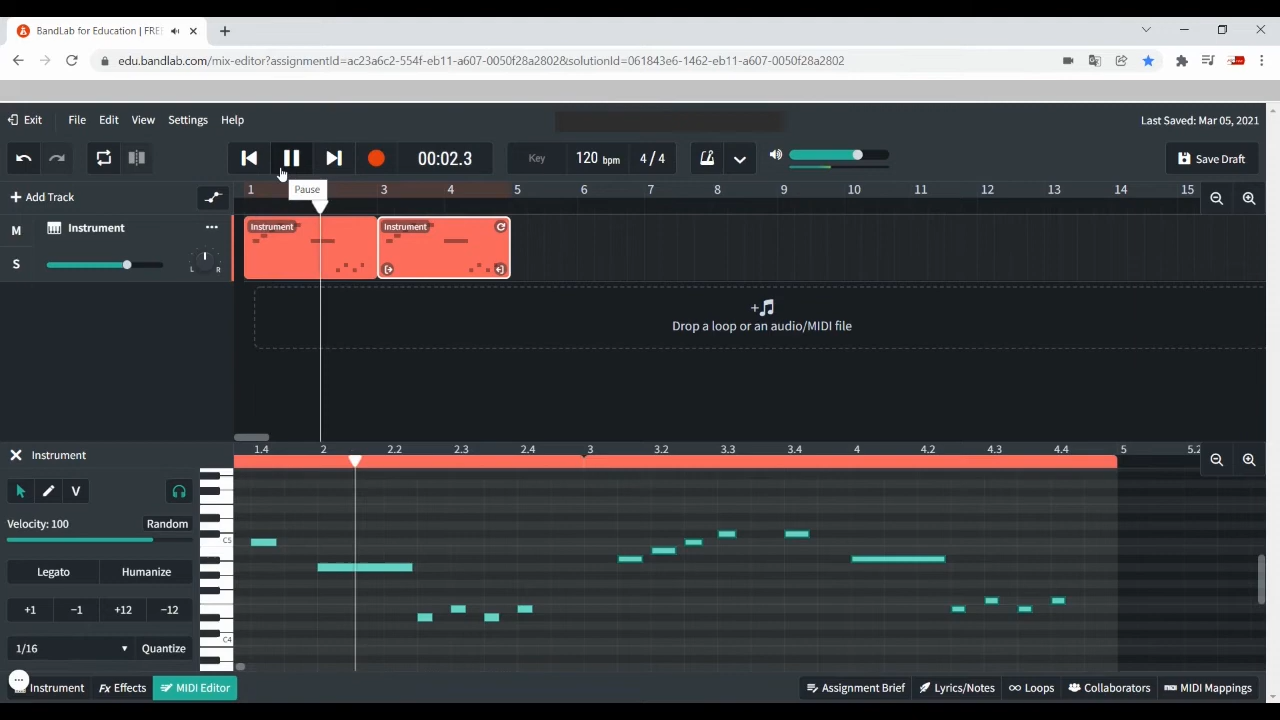 BandLab for Education | FREE
edu.bandlab.com/mix-editor?assignmentId=ac23a6c2-554f-eb11-a607-0050f28a2802&solutionId=061843e6-1462-eb11-a607-0050f28a2802
Exit File Edit View Settings Help Last Saved: Mar 05, 2021
00:02.3 Key 120 bpm 4/4 Save Draft
Pause
+ Add Track 1 3 4 5 6 7 8 9 10 11 12 13 14 15
M Instrument ... Instrument Instrument
S L R
Drop a loop or an audio/MIDI file
Instrument 1.4 2 2.2 2.3 2.4 3 3.2 3.3 3.4 4 4.2 4.3 4.4 5 5.2
V
Velocity: 100 Random
C5
Legato Humanize
+1 −1 +12 −12
C4
1/16 Quantize
Instrument Fx Effects MIDI Editor Assignment Brief Lyrics/Notes Loops Collaborators MIDI Mappings